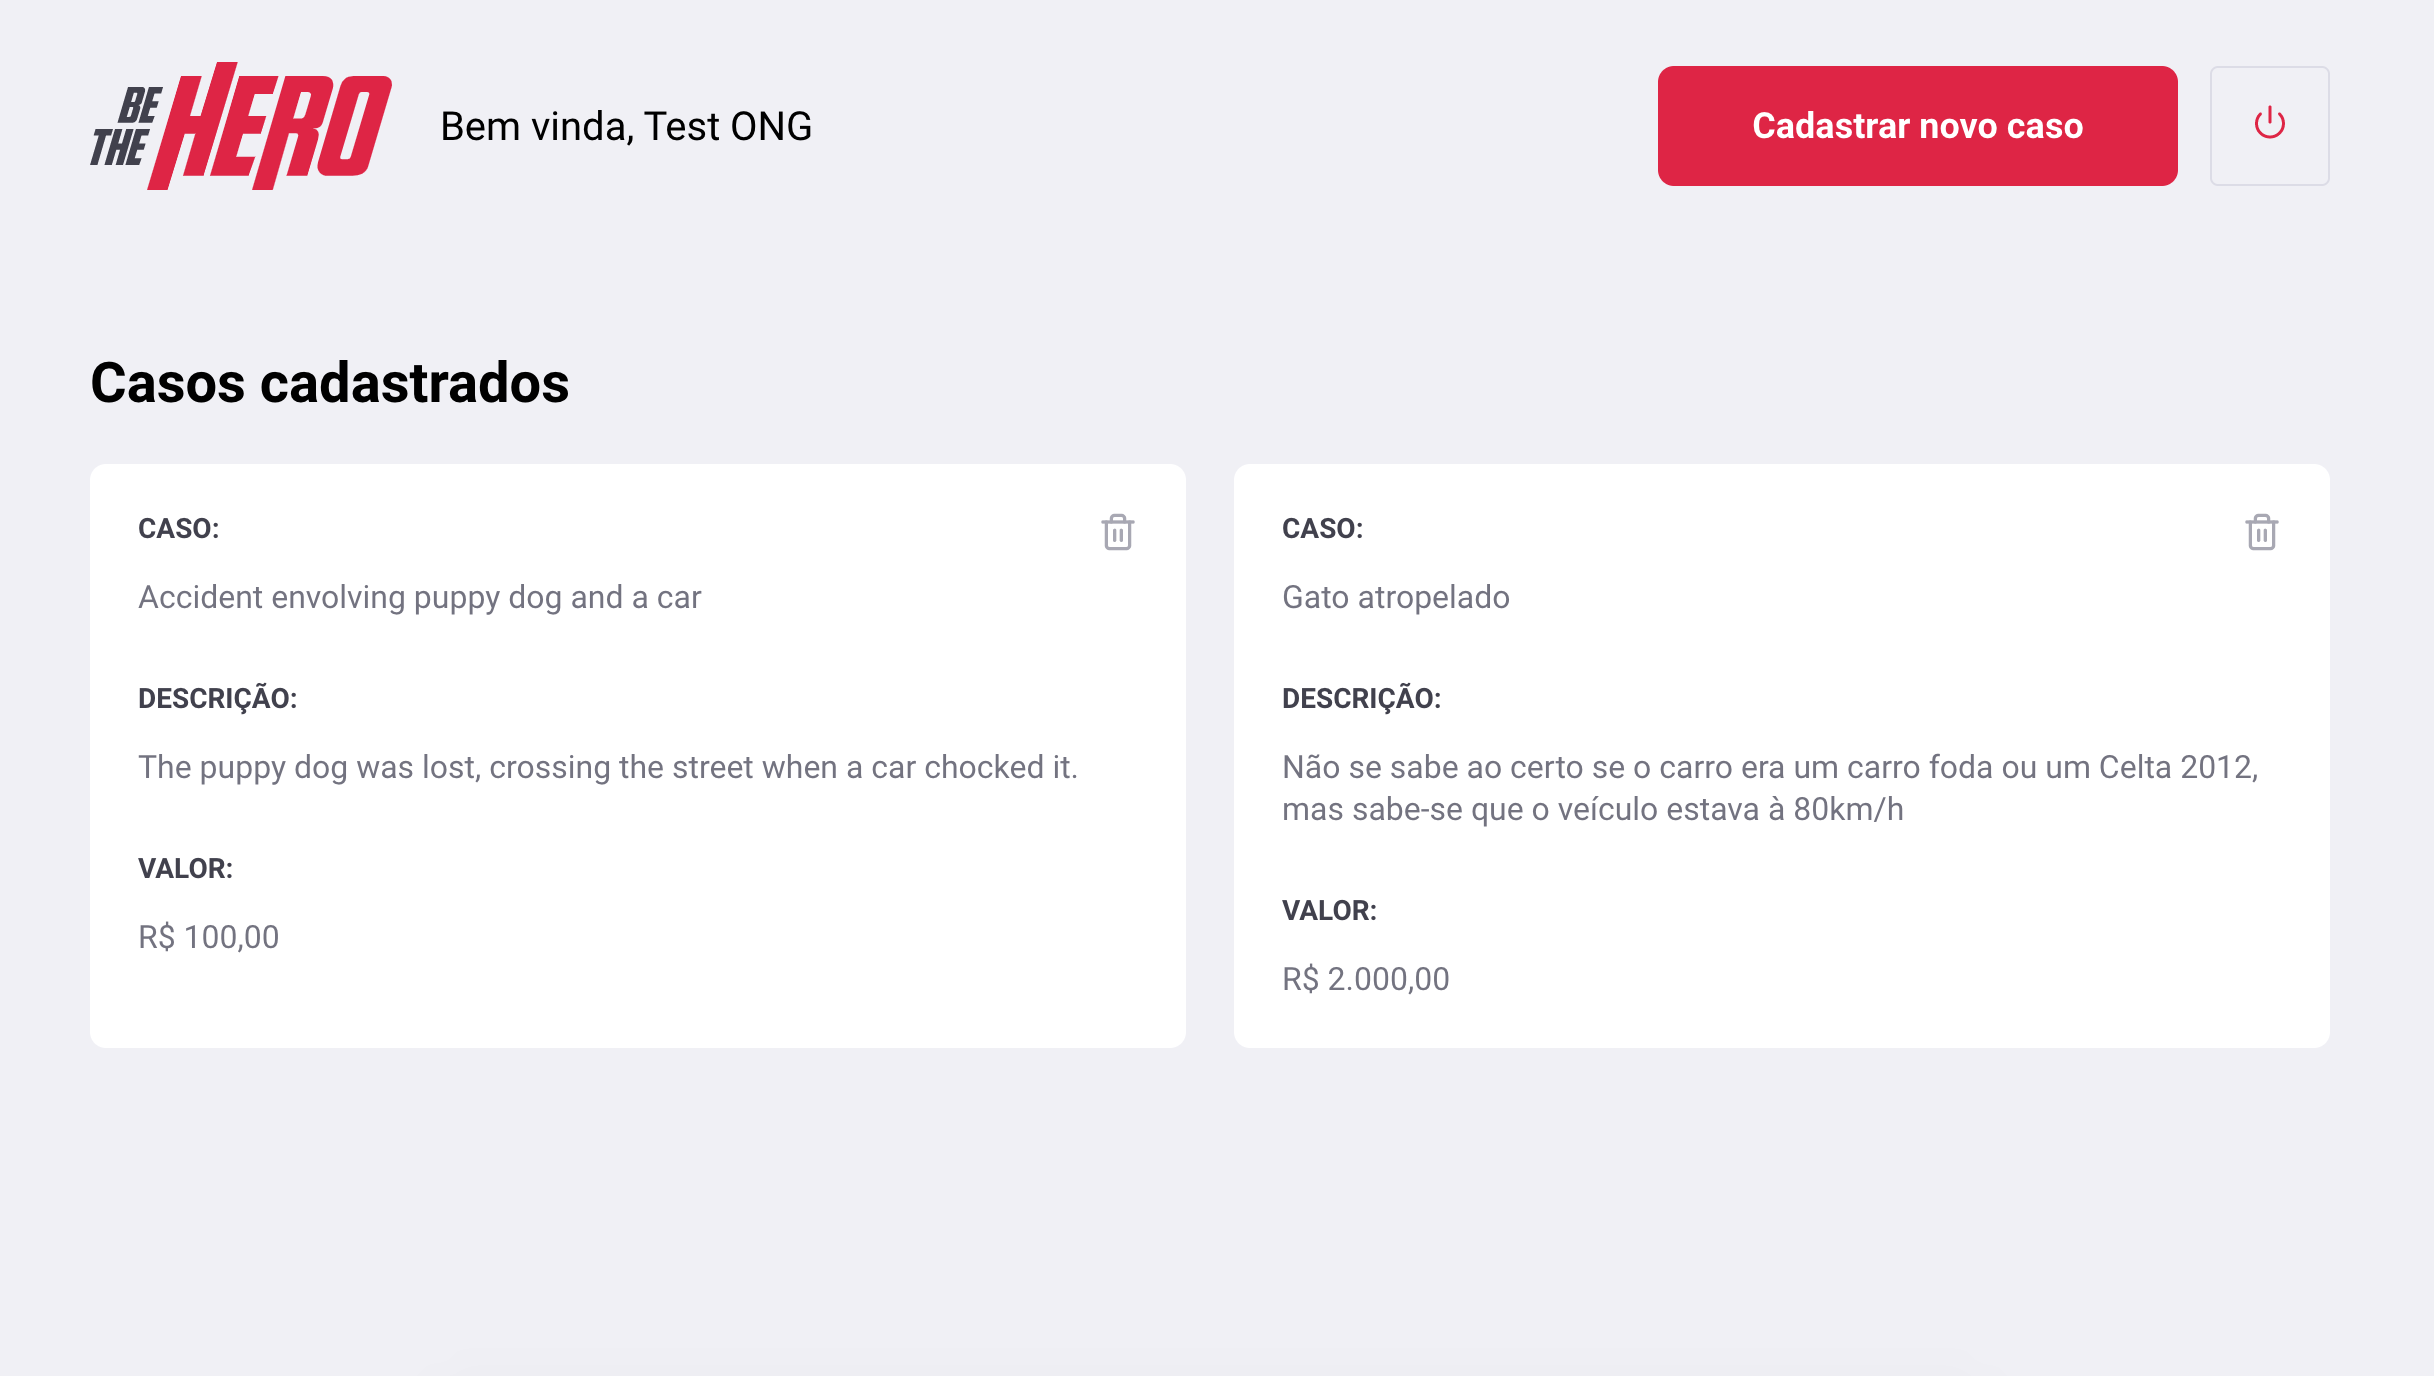 BE THE HERO
Bem vinda, Test ONG
Cadastrar novo caso
Casos cadastrados
CASO:
Accident envolving puppy dog and a car
DESCRIÇÃO:
The puppy dog was lost, crossing the street when a car chocked it.
VALOR:
R$ 100,00
CASO:
Gato atropelado
DESCRIÇÃO:
Não se sabe ao certo se o carro era um carro foda ou um Celta 2012,
mas sabe-se que o veículo estava à 80km/h
VALOR:
R$ 2.000,00